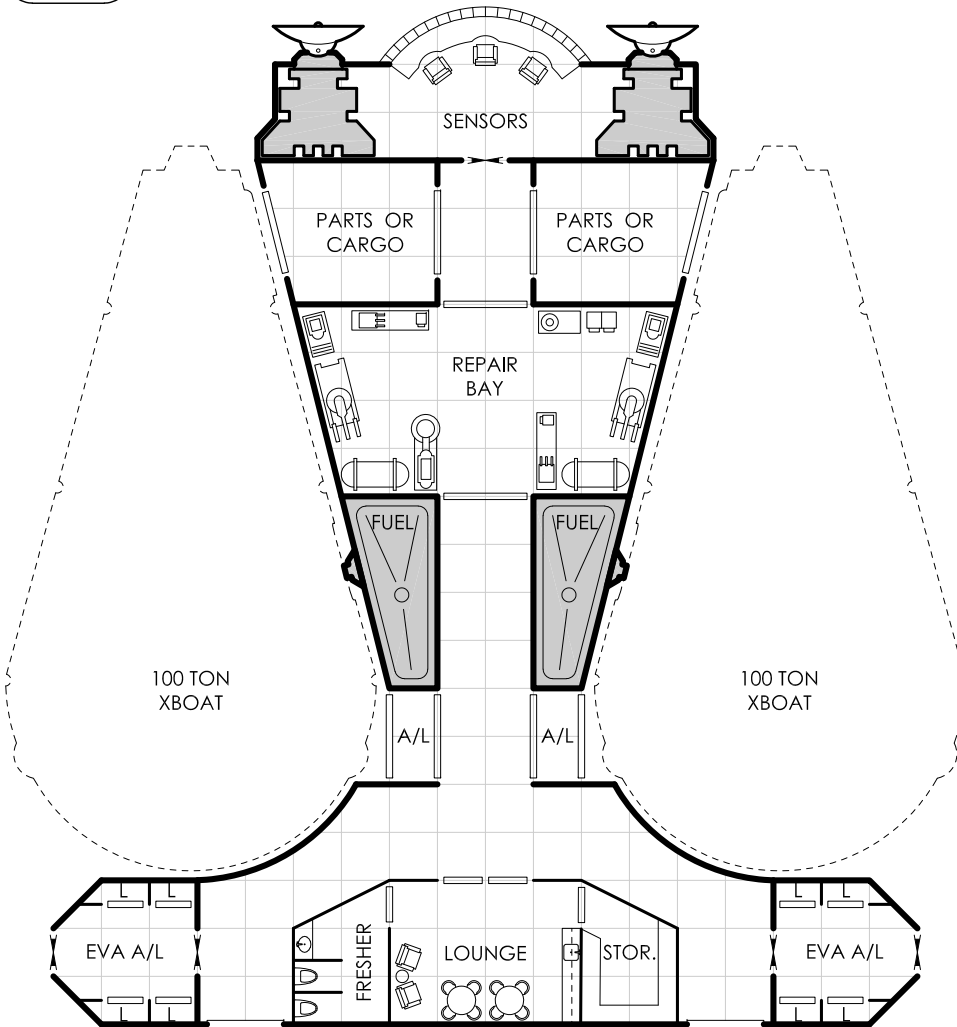 SENSORS
PARTS OR
CARGO
PARTS OR
CARGO
REPAIR
BAY
FUEL
FUEL
100 TON
XBOAT
100 TON
XBOAT
A/L
A/L
L
L
L
L
EVA A/L
FRESHER
LOUNGE
STOR.
EVA A/L
L
L
L
L